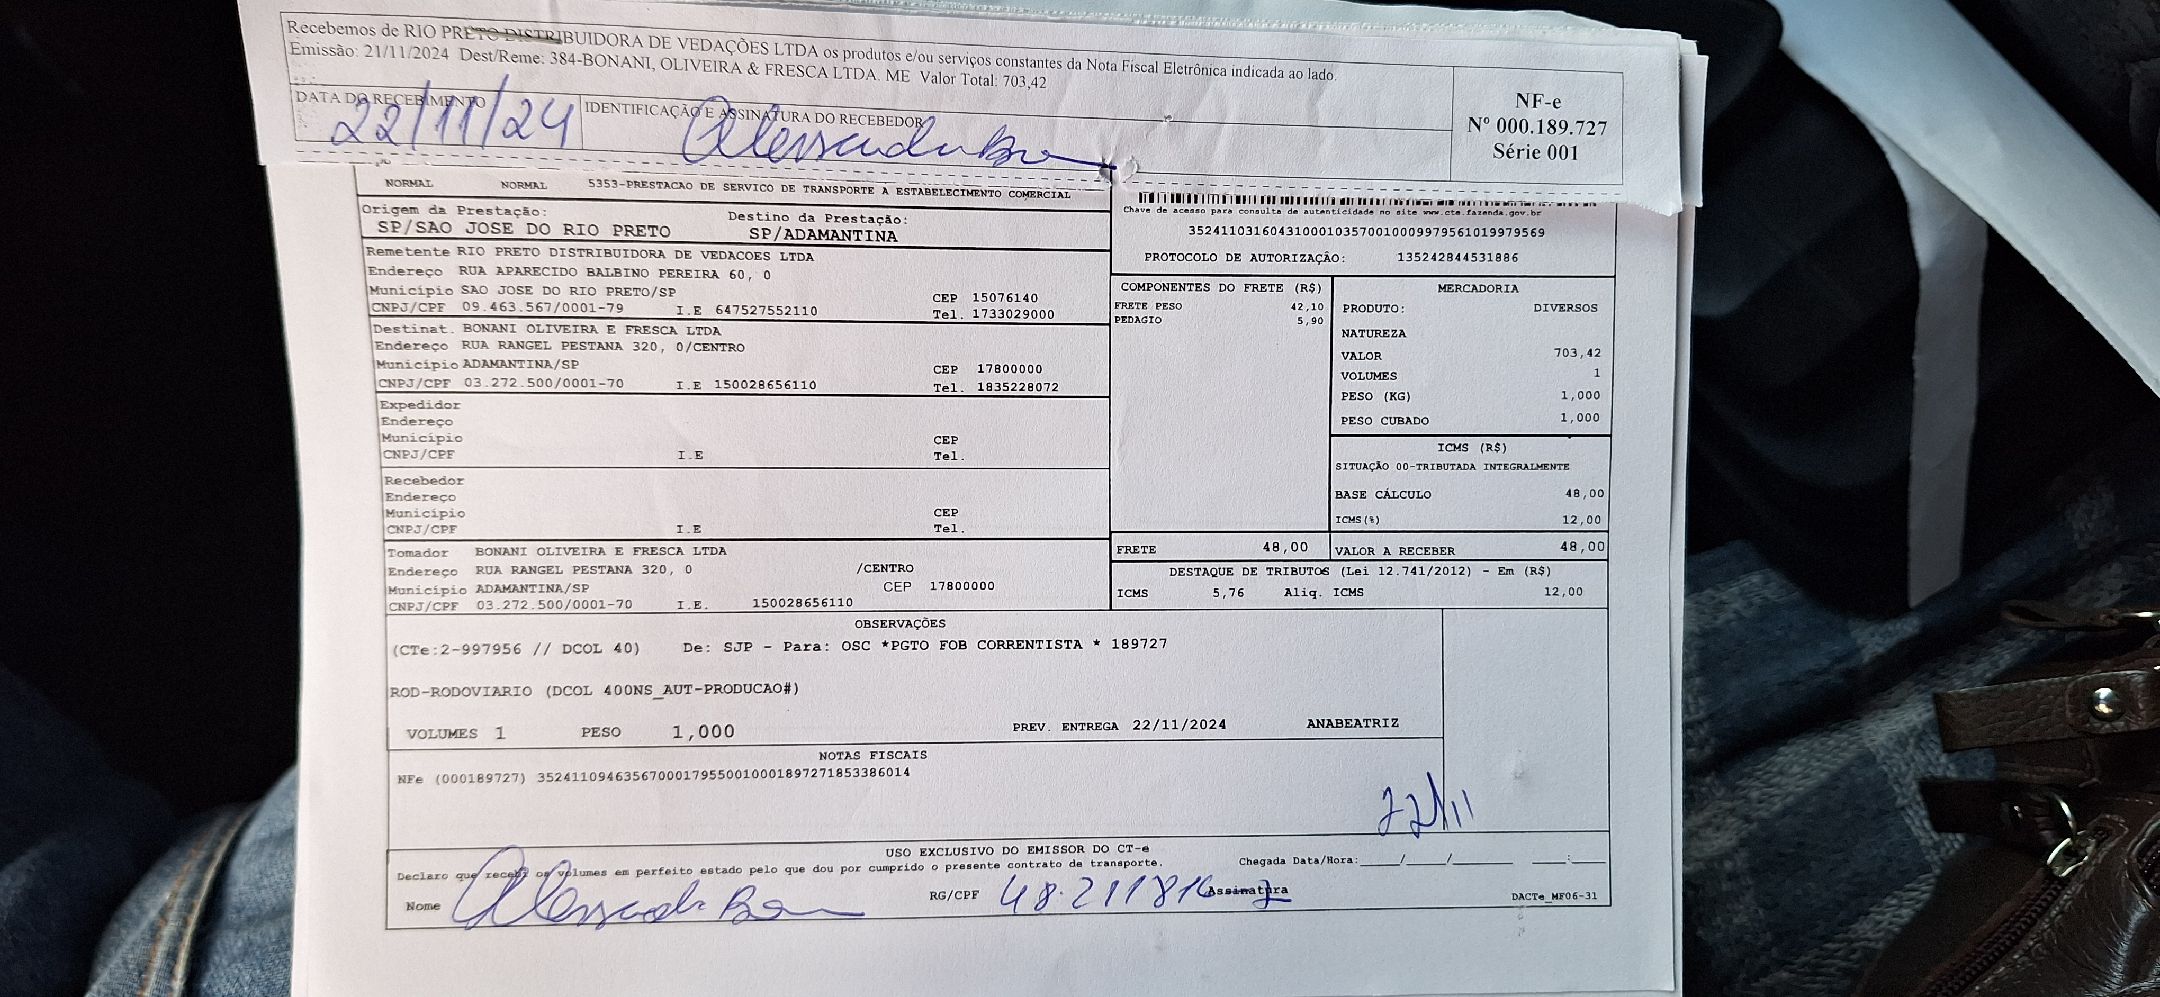 Recebemos de RIO PRETO DISTRIBUIDORA DE VEDAÇÕES LTDA os produtos e/ou serviços constantes da Nota Fiscal Eletrônica indicada ao lado.
Emissão: 21/11/2024 Dest/Reme: 384-BONANI, OLIVEIRA & FRESCA LTDA. ME Valor Total: 703,42
DATA DO RECEBIMENTO
22/11/24
IDENTIFICAÇÃO E ASSINATURA DO RECEBEDOR
NF-e
Nº 000.189.727
Série 001
NORMAL NORMAL 5353-PRESTACAO DE SERVICO DE TRANSPORTE A ESTABELECIMENTO COMERCIAL
Origem da Prestação: Destino da Prestação:
SP/SAO JOSE DO RIO PRETO SP/ADAMANTINA
Chave de acesso para consulta de autenticidade no site www.cte.fazenda.gov.br
35241103160431000103570010009979561019979569
PROTOCOLO DE AUTORIZAÇÃO: 135242844531886
Remetente RIO PRETO DISTRIBUIDORA DE VEDACOES LTDA
Endereço RUA APARECIDO BALBINO PEREIRA 60, 0
Município SAO JOSE DO RIO PRETO/SP CEP 15076140
CNPJ/CPF 09.463.567/0001-79 I.E 647527552110 Tel. 1733029000
Destinat. BONANI OLIVEIRA E FRESCA LTDA
Endereço RUA RANGEL PESTANA 320, 0/CENTRO
Município ADAMANTINA/SP CEP 17800000
CNPJ/CPF 03.272.500/0001-70 I.E 150028656110 Tel. 1835228072
Expedidor
Endereço
Município CEP
CNPJ/CPF I.E Tel.
Recebedor
Endereço
Município CEP
CNPJ/CPF I.E Tel.
Tomador BONANI OLIVEIRA E FRESCA LTDA
Endereço RUA RANGEL PESTANA 320, 0 /CENTRO
Município ADAMANTINA/SP CEP 17800000
CNPJ/CPF 03.272.500/0001-70 I.E. 150028656110
COMPONENTES DO FRETE (R$)
FRETE PESO 42,10
PEDAGIO 5,90
MERCADORIA
PRODUTO: DIVERSOS
NATUREZA
VALOR 703,42
VOLUMES 1
PESO (KG) 1,000
PESO CUBADO 1,000
ICMS (R$)
SITUAÇÃO 00-TRIBUTADA INTEGRALMENTE
BASE CÁLCULO 48,00
ICMS(%) 12,00
FRETE 48,00 VALOR A RECEBER 48,00
DESTAQUE DE TRIBUTOS (Lei 12.741/2012) - Em (R$)
ICMS 5,76 Aliq. ICMS 12,00
OBSERVAÇÕES
(CTe:2-997956 // DCOL 40) De: SJP - Para: OSC *PGTO FOB CORRENTISTA * 189727
ROD-RODOVIARIO (DCOL 400NS_AUT-PRODUCAO#)
VOLUMES 1 PESO 1,000 PREV. ENTREGA 22/11/2024 ANABEATRIZ
NOTAS FISCAIS
NFe (000189727) 35241109463567000179550010001897271853386014
22/11
USO EXCLUSIVO DO EMISSOR DO CT-e
Declaro que recebi os volumes em perfeito estado pelo que dou por cumprido o presente contrato de transporte. Chegada Data/Hora:____/____/______ ___:___
Nome RG/CPF Assinatura DACTe_MF06-31